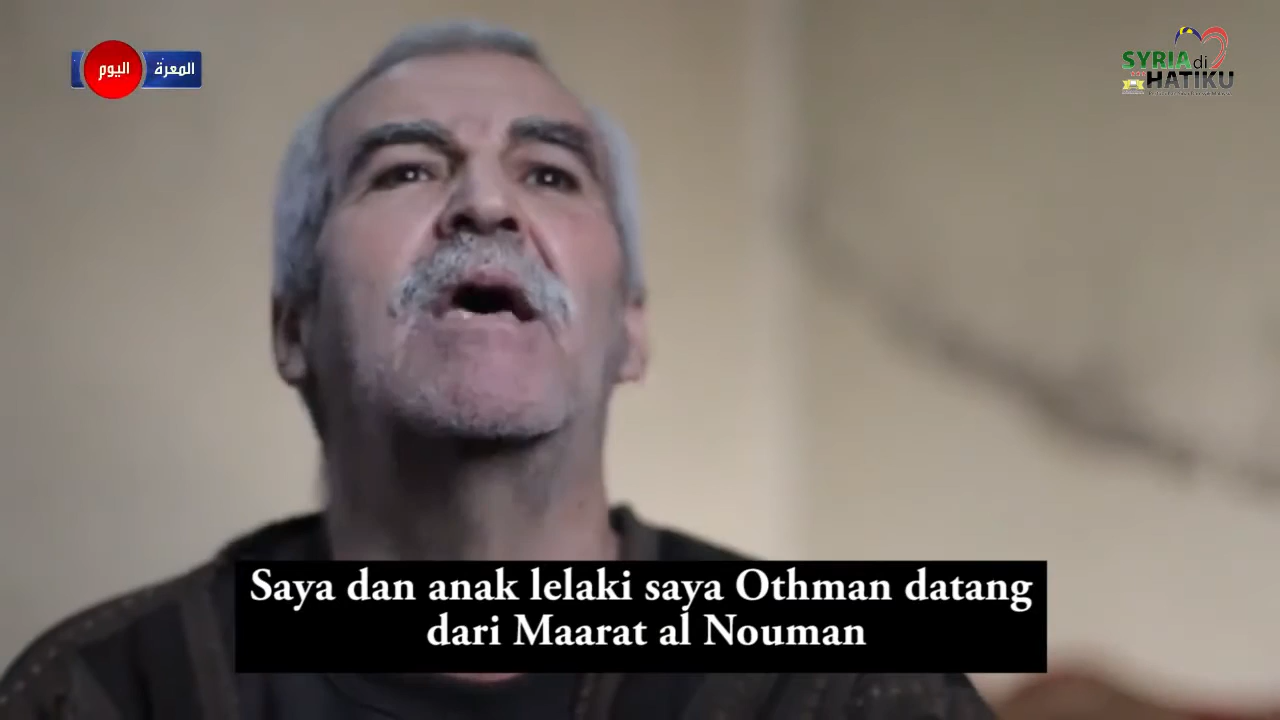 المعرة اليوم
SYRIA di
HATIKU
Saya dan anak lelaki saya Othman datang
dari Maarat al Nouman